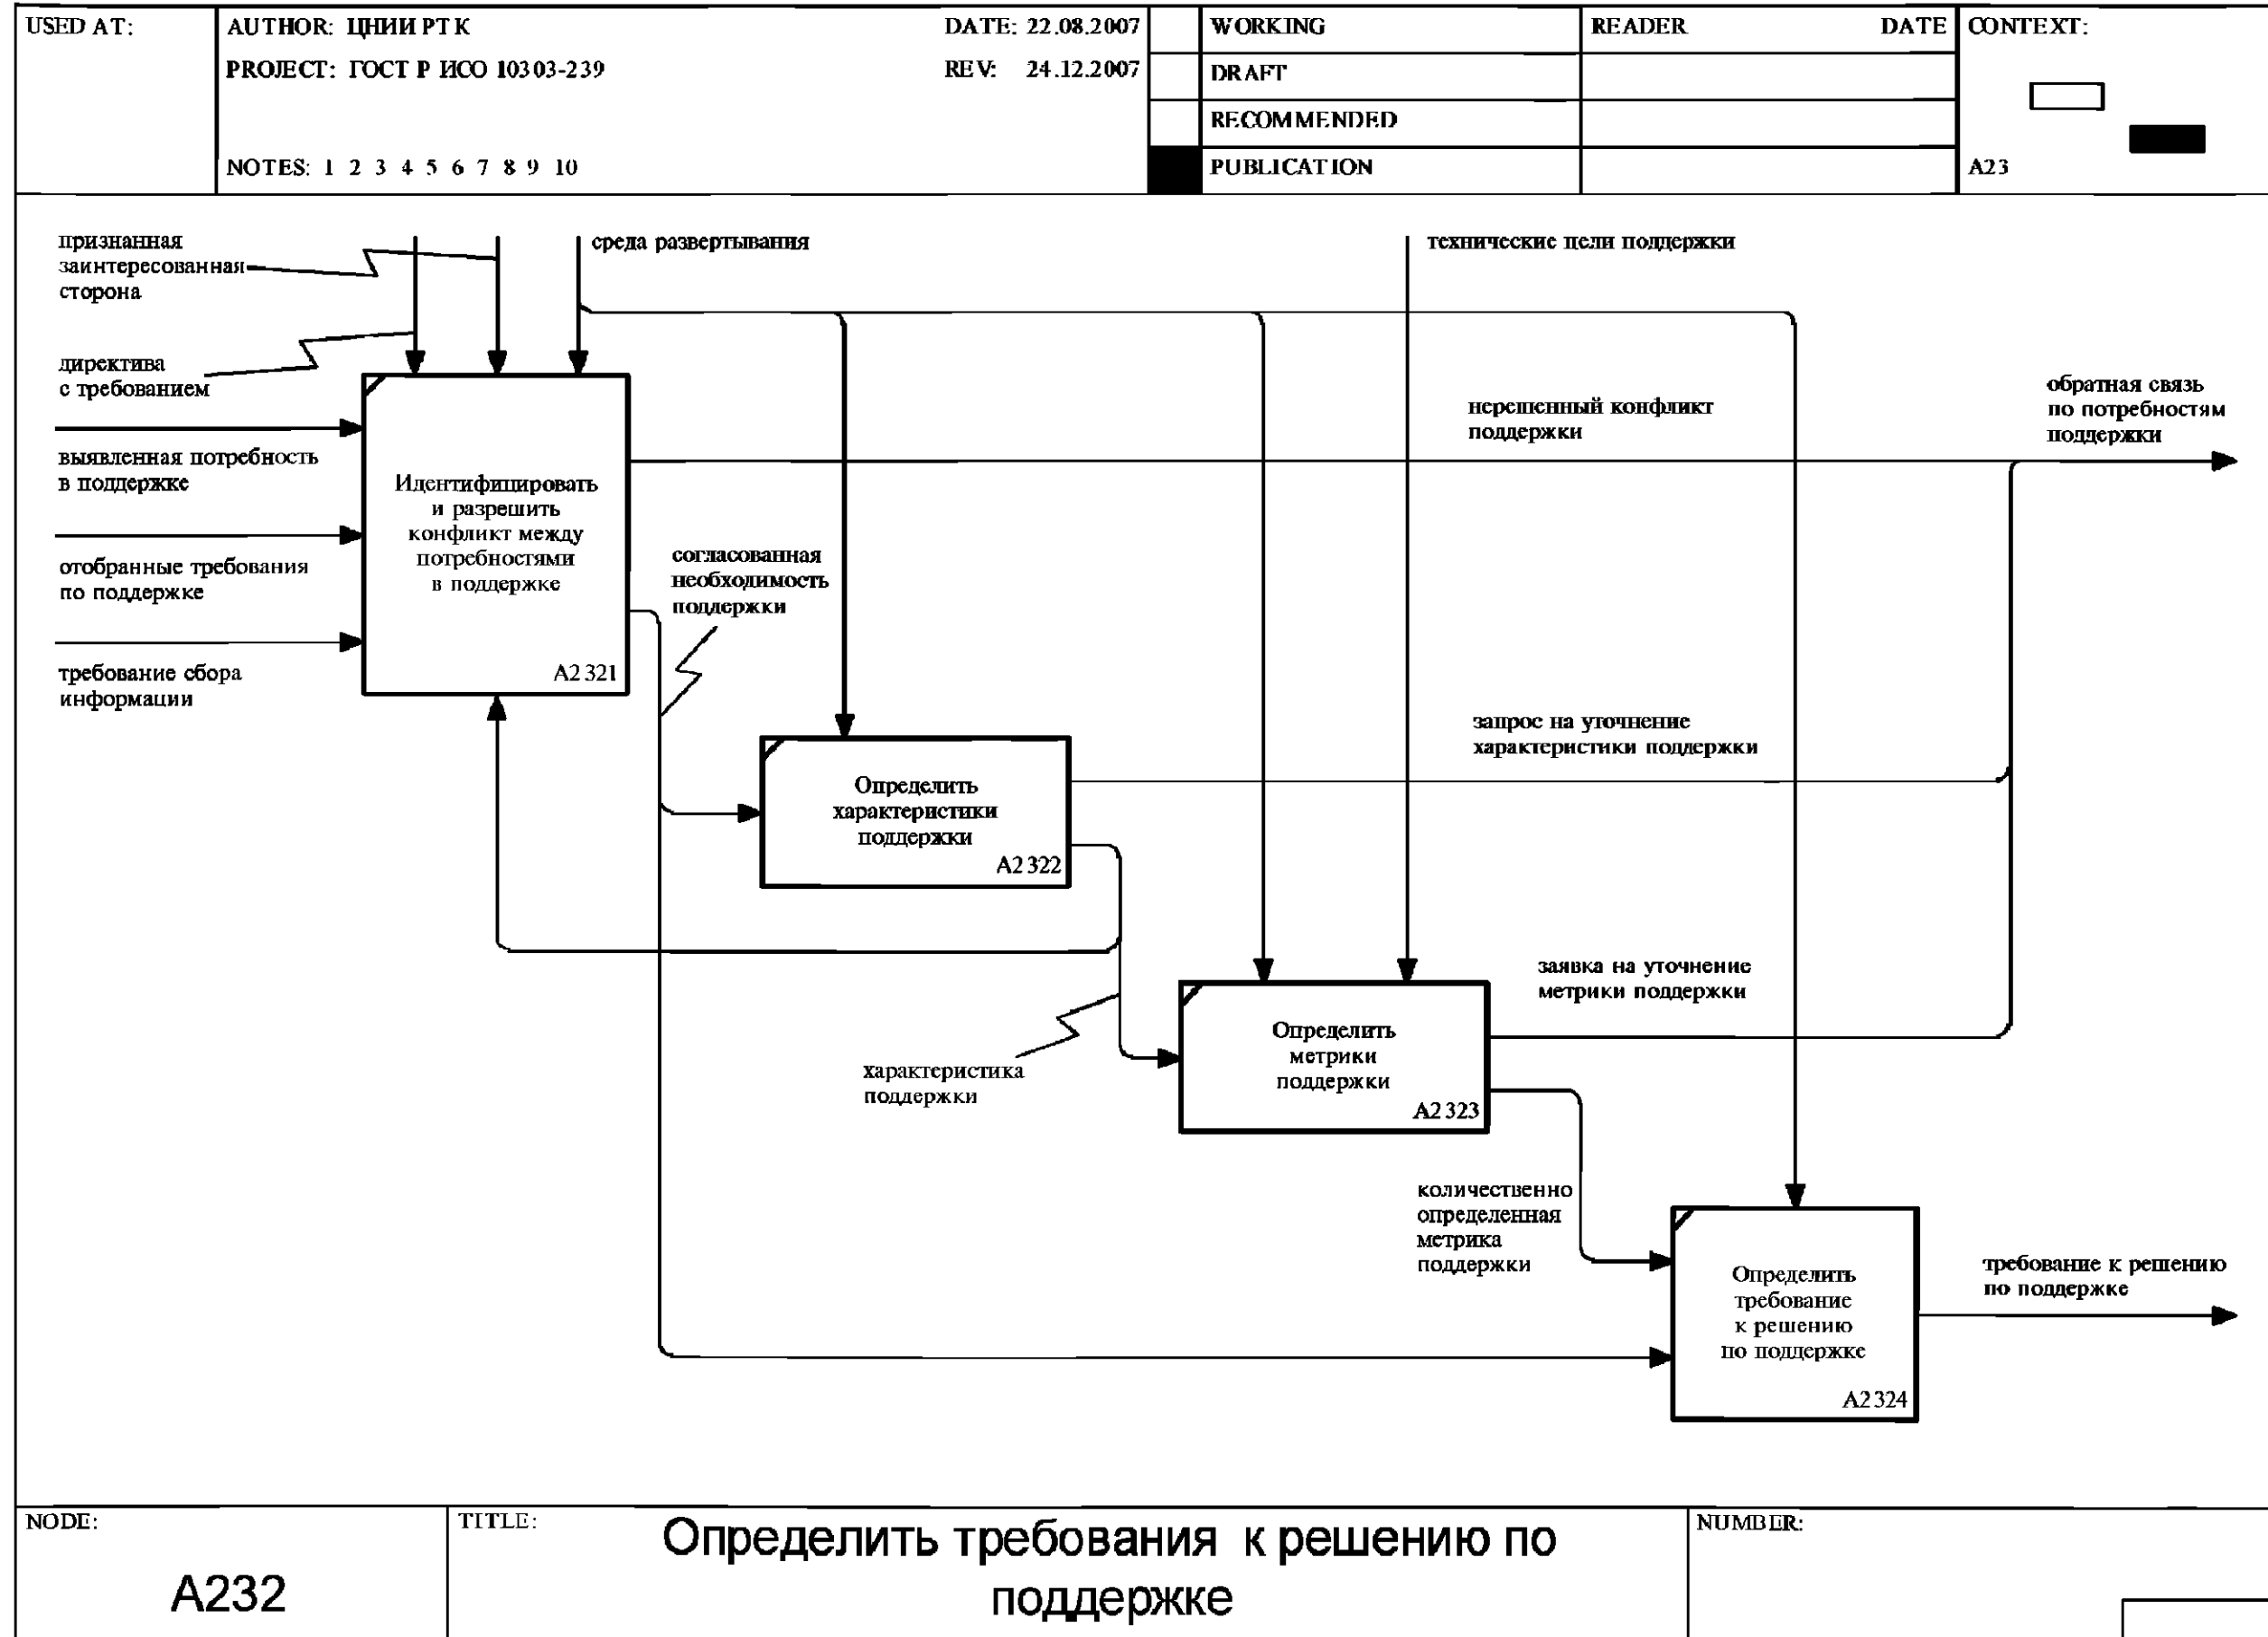 USED AT:
AUTHOR: ЦНИИ РТК
DATE: 22.08.2007
WORKING
READER
DATE
CONTEXT:
PROJECT: ГОСТ Р ИСО 10303-239
REV: 24.12.2007
DRAFT
RECOMMENDED
NOTES: 1 2 3 4 5 6 7 8 9 10
PUBLICATION
A23
признанная
заинтересованная
сторона
среда развертывания
технические цели поддержки
директива
с требованием
выявленная потребность
в поддержке
отобранные требования
по поддержке
требование сбора
информации
Идентифицировать
и разрешить
конфликт между
потребностями
в поддержке
A2321
нерешенный конфликт
поддержки
обратная связь
по потребностям
поддержки
согласованная
необходимость
поддержки
запрос на уточнение
характеристики поддержки
Определить
характеристики
поддержки
A2322
заявка на уточнение
метрики поддержки
характеристика
поддержки
Определить
метрики
поддержки
A2323
количественно
определенная
метрика
поддержки
Определить
требование
к решению
по поддержке
A2324
требование к решению
по поддержке
NODE:
A232
TITLE:
Определить требования к решению по
поддержке
NUMBER: